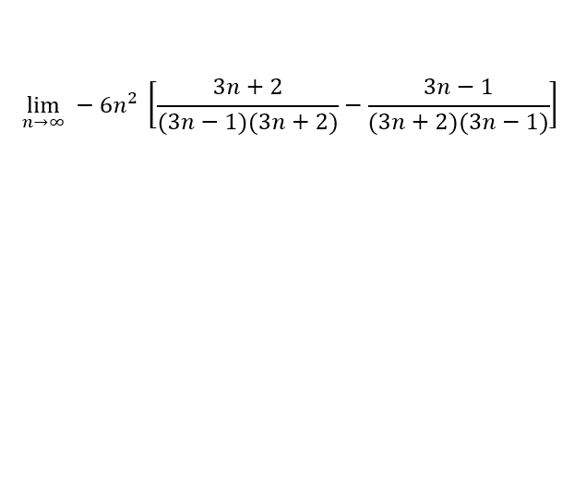 lim n→∞ − 6n² [ (3n + 2) / ((3n − 1)(3n + 2)) − (3n − 1) / ((3n + 2)(3n − 1)) ]